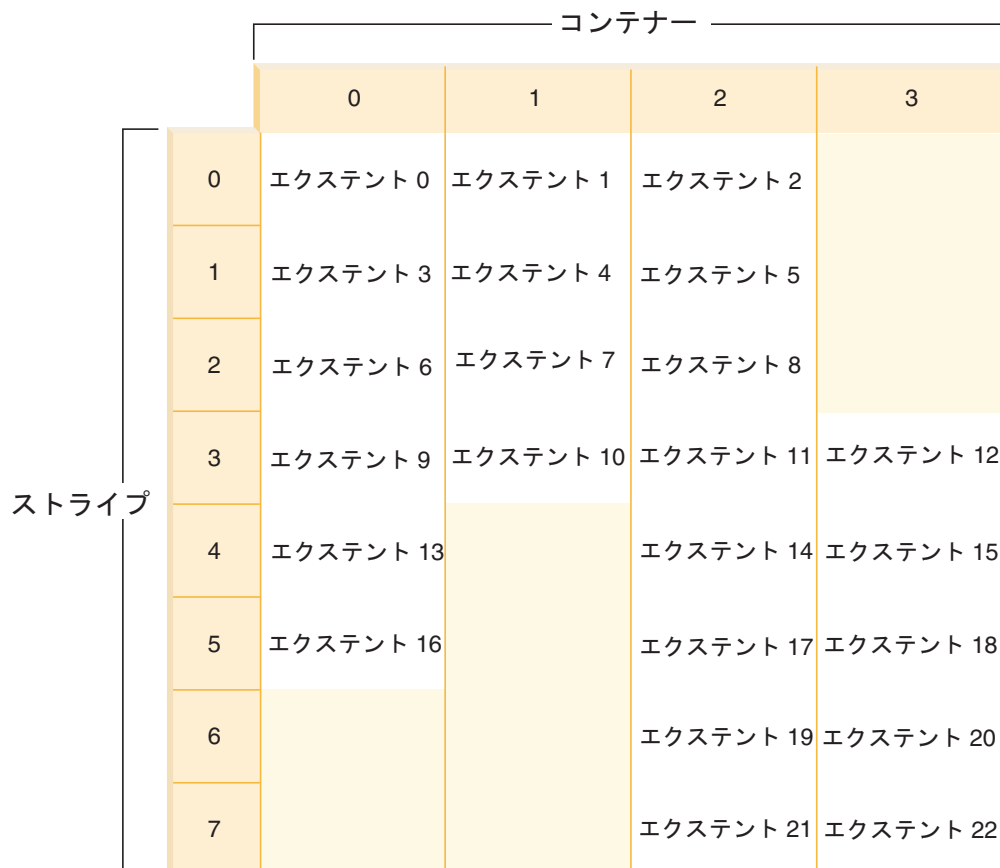 コンテナー
0 1 2 3
0 エクステント 0 エクステント 1 エクステント 2
1 エクステント 3 エクステント 4 エクステント 5
2 エクステント 6 エクステント 7 エクステント 8
3 エクステント 9 エクステント 10 エクステント 11 エクステント 12
ストライプ
4 エクステント 13 エクステント 14 エクステント 15
5 エクステント 16 エクステント 17 エクステント 18
6 エクステント 19 エクステント 20
7 エクステント 21 エクステント 22